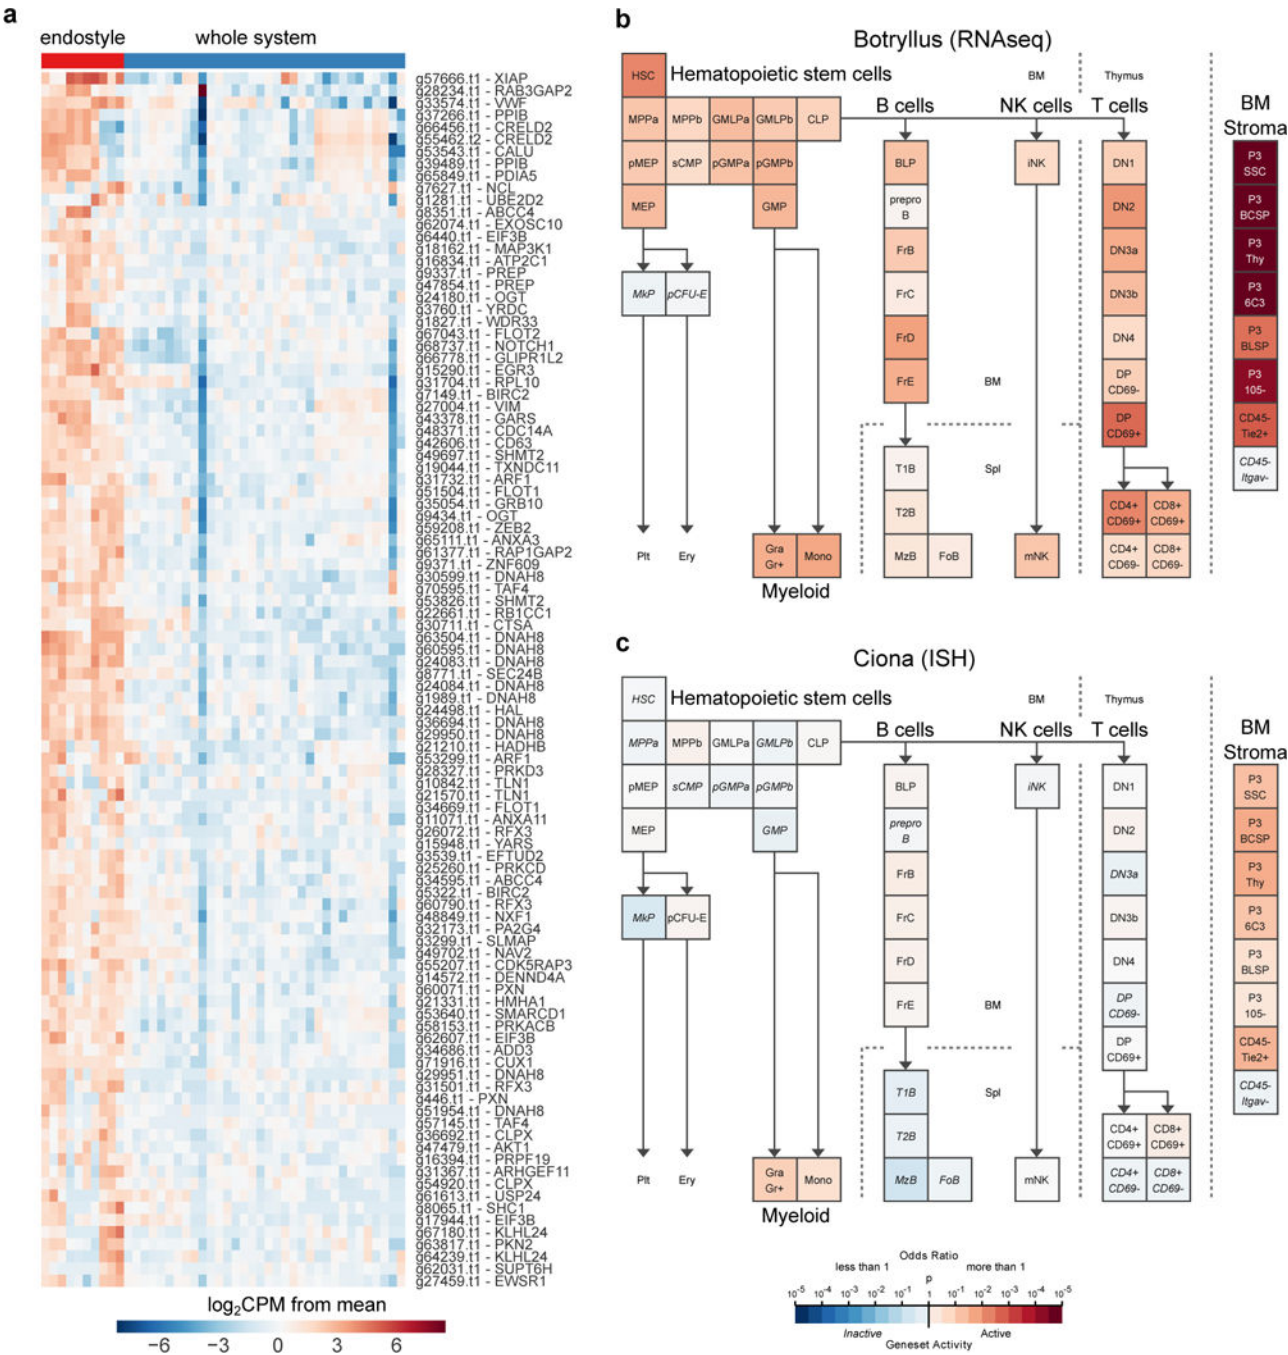 a
endostyle
whole system
g57666.t1 - XIAP
g28234.t1 - RAB3GAP2
g33574.t1 - VWF
g37266.t1 - PPIB
g66456.t1 - CRELD2
g55462.t2 - CRELD2
g53543.t1 - CALU
g39489.t1 - PPIB
g65849.t1 - PDIA5
g7627.t1 - NCL
g1281.t1 - UBE2D2
g8351.t1 - ABCC4
g62074.t1 - EXOSC10
g6440.t1 - EIF3B
g18162.t1 - MAP3K1
g16834.t1 - ATP2C1
g9337.t1 - PREP
g47854.t1 - PREP
g24180.t1 - OGT
g3760.t1 - YRDC
g1827.t1 - WDR33
g67043.t1 - FLOT2
g68737.t1 - NOTCH1
g66778.t1 - GLIPR1L2
g15290.t1 - EGR3
g31704.t1 - RPL10
g7149.t1 - BIRC2
g27004.t1 - VIM
g43378.t1 - GARS
g48371.t1 - CDC14A
g42606.t1 - CD63
g49697.t1 - SHMT2
g19044.t1 - TXNDC11
g31732.t1 - ARF1
g51504.t1 - FLOT1
g35054.t1 - GRB10
g9434.t1 - OGT
g59208.t1 - ZEB2
g65111.t1 - ANXA3
g61377.t1 - RAP1GAP2
g9371.t1 - ZNF609
g30599.t1 - DNAH8
g70595.t1 - TAF4
g53826.t1 - SHMT2
g22661.t1 - RB1CC1
g30711.t1 - CTSA
g63504.t1 - DNAH8
g60595.t1 - DNAH8
g24083.t1 - DNAH8
g8771.t1 - SEC24B
g24084.t1 - DNAH8
g1989.t1 - DNAH8
g24498.t1 - HAL
g36694.t1 - DNAH8
g29950.t1 - DNAH8
g21210.t1 - HADHB
g53299.t1 - ARF1
g28327.t1 - PRKD3
g10842.t1 - TLN1
g21570.t1 - TLN1
g34669.t1 - FLOT1
g11071.t1 - ANXA11
g26072.t1 - RFX3
g15948.t1 - YARS
g3539.t1 - EFTUD2
g25260.t1 - PRKCD
g34595.t1 - ABCC4
g5322.t1 - BIRC2
g60790.t1 - RFX3
g48849.t1 - NXF1
g32173.t1 - PA2G4
g3299.t1 - SLMAP
g49702.t1 - NAV2
g55207.t1 - CDK5RAP3
g14572.t1 - DENND4A
g60071.t1 - PXN
g21331.t1 - HMHA1
g53640.t1 - SMARCD1
g58153.t1 - PRKACB
g62607.t1 - EIF3B
g34686.t1 - ADD3
g71916.t1 - CUX1
g29951.t1 - DNAH8
g31501.t1 - RFX3
g446.t1 - PXN
g51954.t1 - DNAH8
g57145.t1 - TAF4
g36692.t1 - CLPX
g47479.t1 - AKT1
g16394.t1 - PRPF19
g31367.t1 - ARHGEF11
g54920.t1 - CLPX
g61613.t1 - USP24
g8065.t1 - SHC1
g17944.t1 - EIF3B
g67180.t1 - KLHL24
g63817.t1 - PKN2
g64239.t1 - KLHL24
g62031.t1 - SUPT6H
g27459.t1 - EWSR1
log2CPM from mean
−6 −3 0 3 6
b
Botryllus (RNAseq)
HSC
Hematopoietic stem cells
BM
Thymus
B cells
NK cells
T cells
BM
Stroma
MPPa MPPb GMLPa GMLPb CLP
pMEP sCMP pGMPa pGMPb
MEP
GMP
MkP pCFU-E
Plt
Ery
Gra
Gr+
Mono
Myeloid
BLP
prepro
B
FrB
FrC
FrD
FrE
BM
T1B
T2B
MzB FoB
Spl
iNK
mNK
DN1
DN2
DN3a
DN3b
DN4
DP
CD69-
DP
CD69+
CD4+
CD69+
CD8+
CD69+
CD4+
CD69-
CD8+
CD69-
P3
SSC
P3
BCSP
P3
Thy
P3
6C3
P3
BLSP
P3
105-
CD45-
Tie2+
CD45-
Itgav-
c
Ciona (ISH)
HSC
Hematopoietic stem cells
BM
Thymus
B cells
NK cells
T cells
BM
Stroma
MPPa MPPb GMLPa GMLPb CLP
pMEP sCMP pGMPa pGMPb
MEP
GMP
MkP pCFU-E
Plt
Ery
Gra
Gr+
Mono
Myeloid
BLP
prepro
B
FrB
FrC
FrD
FrE
BM
T1B
T2B
MzB FoB
Spl
iNK
mNK
DN1
DN2
DN3a
DN3b
DN4
DP
CD69-
DP
CD69+
CD4+
CD69+
CD8+
CD69+
CD4+
CD69-
CD8+
CD69-
P3
SSC
P3
BCSP
P3
Thy
P3
6C3
P3
BLSP
P3
105-
CD45-
Tie2+
CD45-
Itgav-
Odds Ratio
less than 1
more than 1
p
10-5 10-4 10-3 10-2 10-1 1 10-1 10-2 10-3 10-4 10-5
Inactive
Active
Geneset Activity